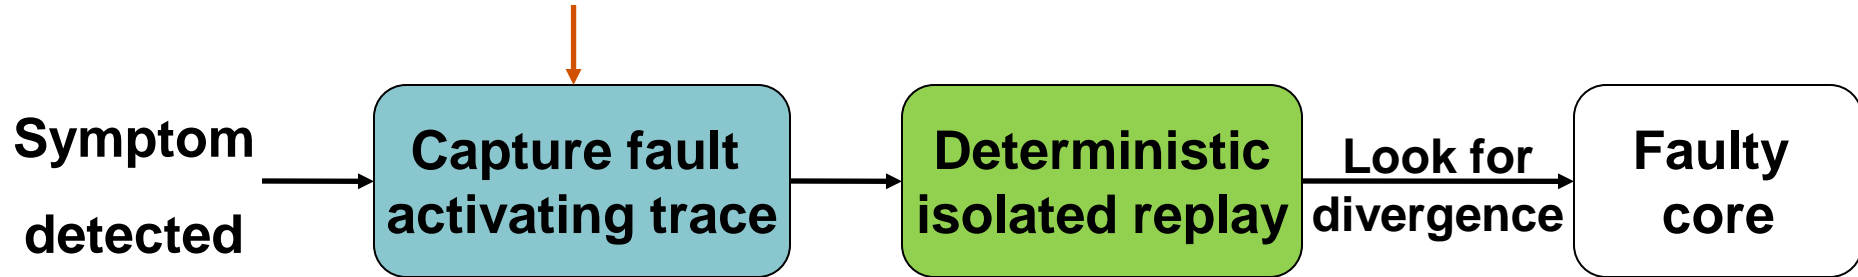 Symptom
detected
Capture fault
activating trace
Deterministic
isolated replay
Look for
divergence
Faulty
core